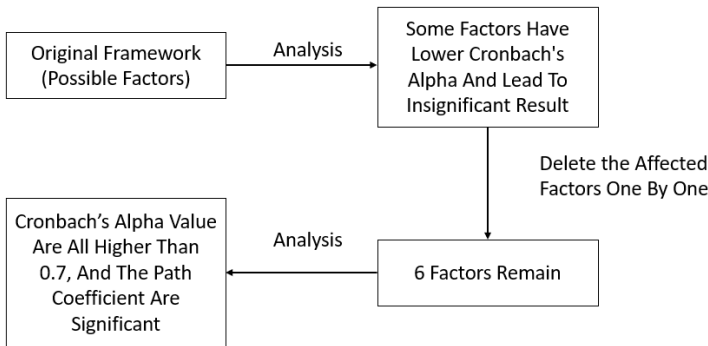 Original Framework
(Possible Factors)
Analysis
Some Factors Have
Lower Cronbach's
Alpha And Lead To
Insignificant Result
Delete the Affected
Factors One By One
6 Factors Remain
Analysis
Cronbach’s Alpha Value
Are All Higher Than
0.7, And The Path
Coefficient Are
Significant